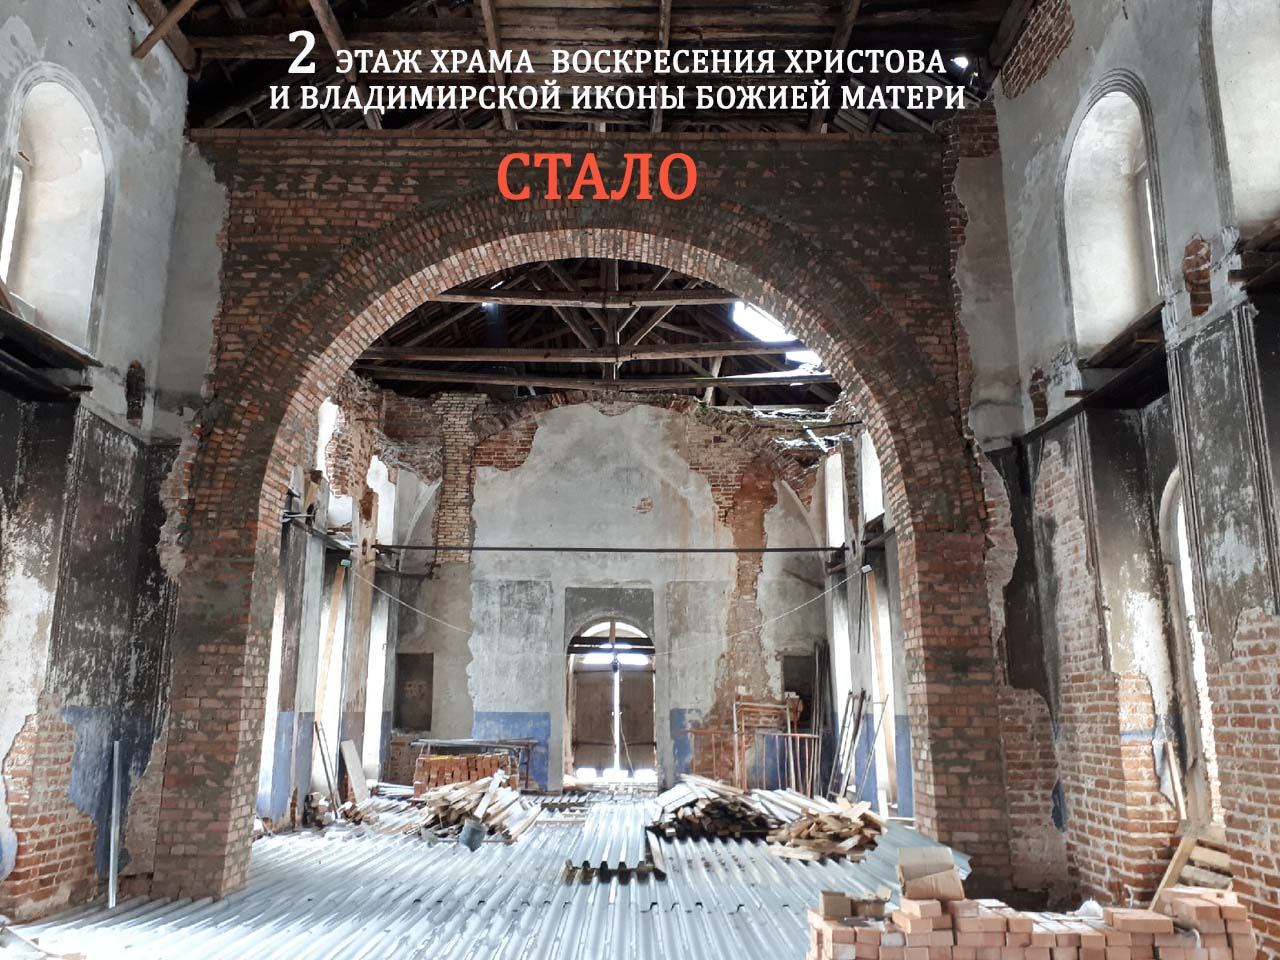 2 ЭТАЖ ХРАМА ВОСКРЕСЕНИЯ ХРИСТОВА
И ВЛАДИМИРСКОЙ ИКОНЫ БОЖИЕЙ МАТЕРИ
СТАЛО